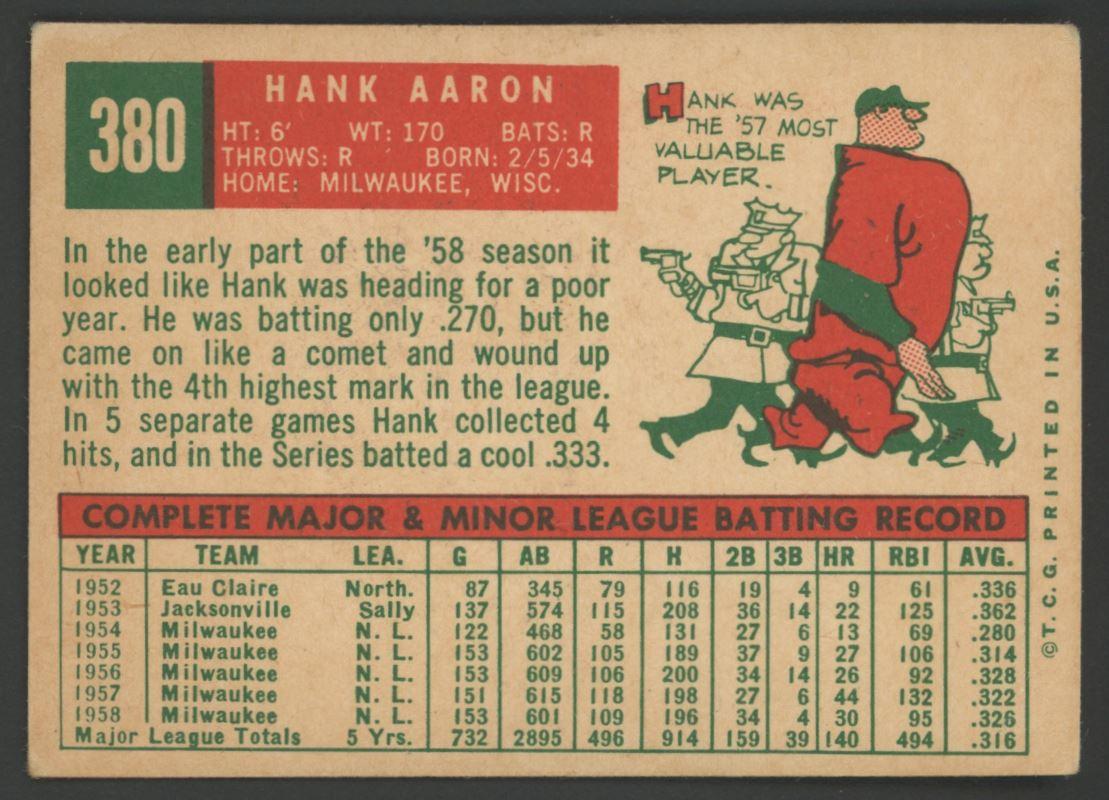 380
HANK AARON
HT: 6' WT: 170 BATS: R
THROWS: R BORN: 2/5/34
HOME: MILWAUKEE, WISC.
HANK WAS
THE '57 MOST
VALUABLE
PLAYER.
In the early part of the '58 season it
looked like Hank was heading for a poor
year. He was batting only .270, but he
came on like a comet and wound up
with the 4th highest mark in the league.
In 5 separate games Hank collected 4
hits, and in the Series batted a cool .333.
COMPLETE MAJOR & MINOR LEAGUE BATTING RECORD
YEAR TEAM LEA. G AB R H 2B 3B HR RBI AVG.
1952 Eau Claire North. 87 345 79 116 19 4 9 61 .336
1953 Jacksonville Sally 137 574 115 208 36 14 22 125 .362
1954 Milwaukee N. L. 122 468 58 131 27 6 13 69 .280
1955 Milwaukee N. L. 153 602 105 189 37 9 27 106 .314
1956 Milwaukee N. L. 153 609 106 200 34 14 26 92 .328
1957 Milwaukee N. L. 151 615 118 198 27 6 44 132 .322
1958 Milwaukee N. L. 153 601 109 196 34 4 30 95 .326
Major League Totals 5 Yrs. 732 2895 496 914 159 39 140 494 .316
©T. C. G. PRINTED IN U.S.A.